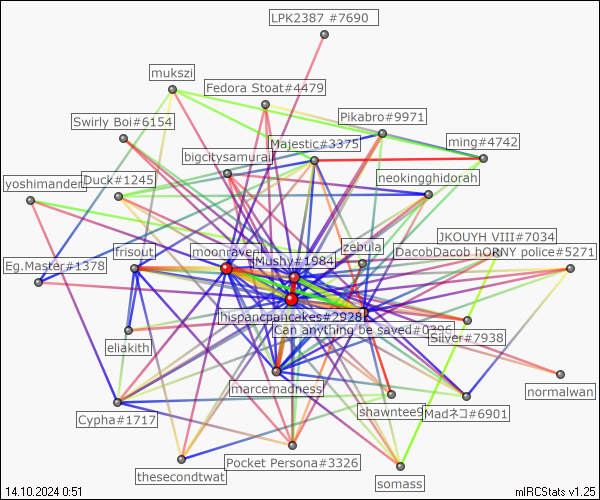 LPK2387 #7690
mukszi
Fedora Stoat#4479
Swirly Boi#6154
Pikabro#9971
Majestic#3375
ming#4742
bigcitysamurai
yoshimanders
Duck#1245
neokingghidorah
JKOUYH VIII#7034
zebula
frisout
moonraveal
DacobDacob hORNY police#5271
Eg.Master#1378
Mushy#1984
hispancpancakes#2928
Can anything be saved#0396
Silver#7938
eliakith
marcemadness
normalwan
Cypha#1717
shawntee9
Madネコ#6901
thesecondtwat
Pocket Persona#3326
somass
14.10.2024 0:51
mIRCStats v1.25